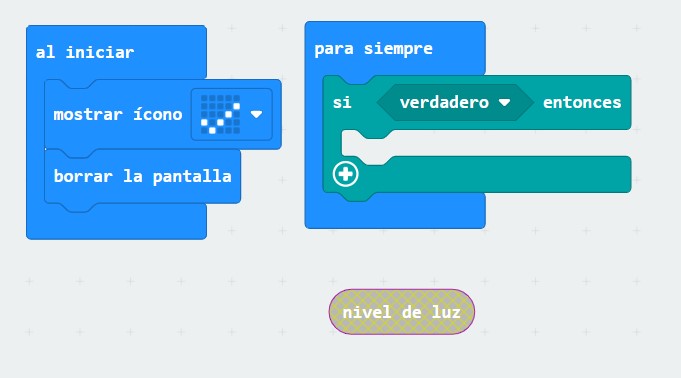 al iniciar
mostrar ícono
borrar la pantalla
para siempre
si verdadero entonces
nivel de luz